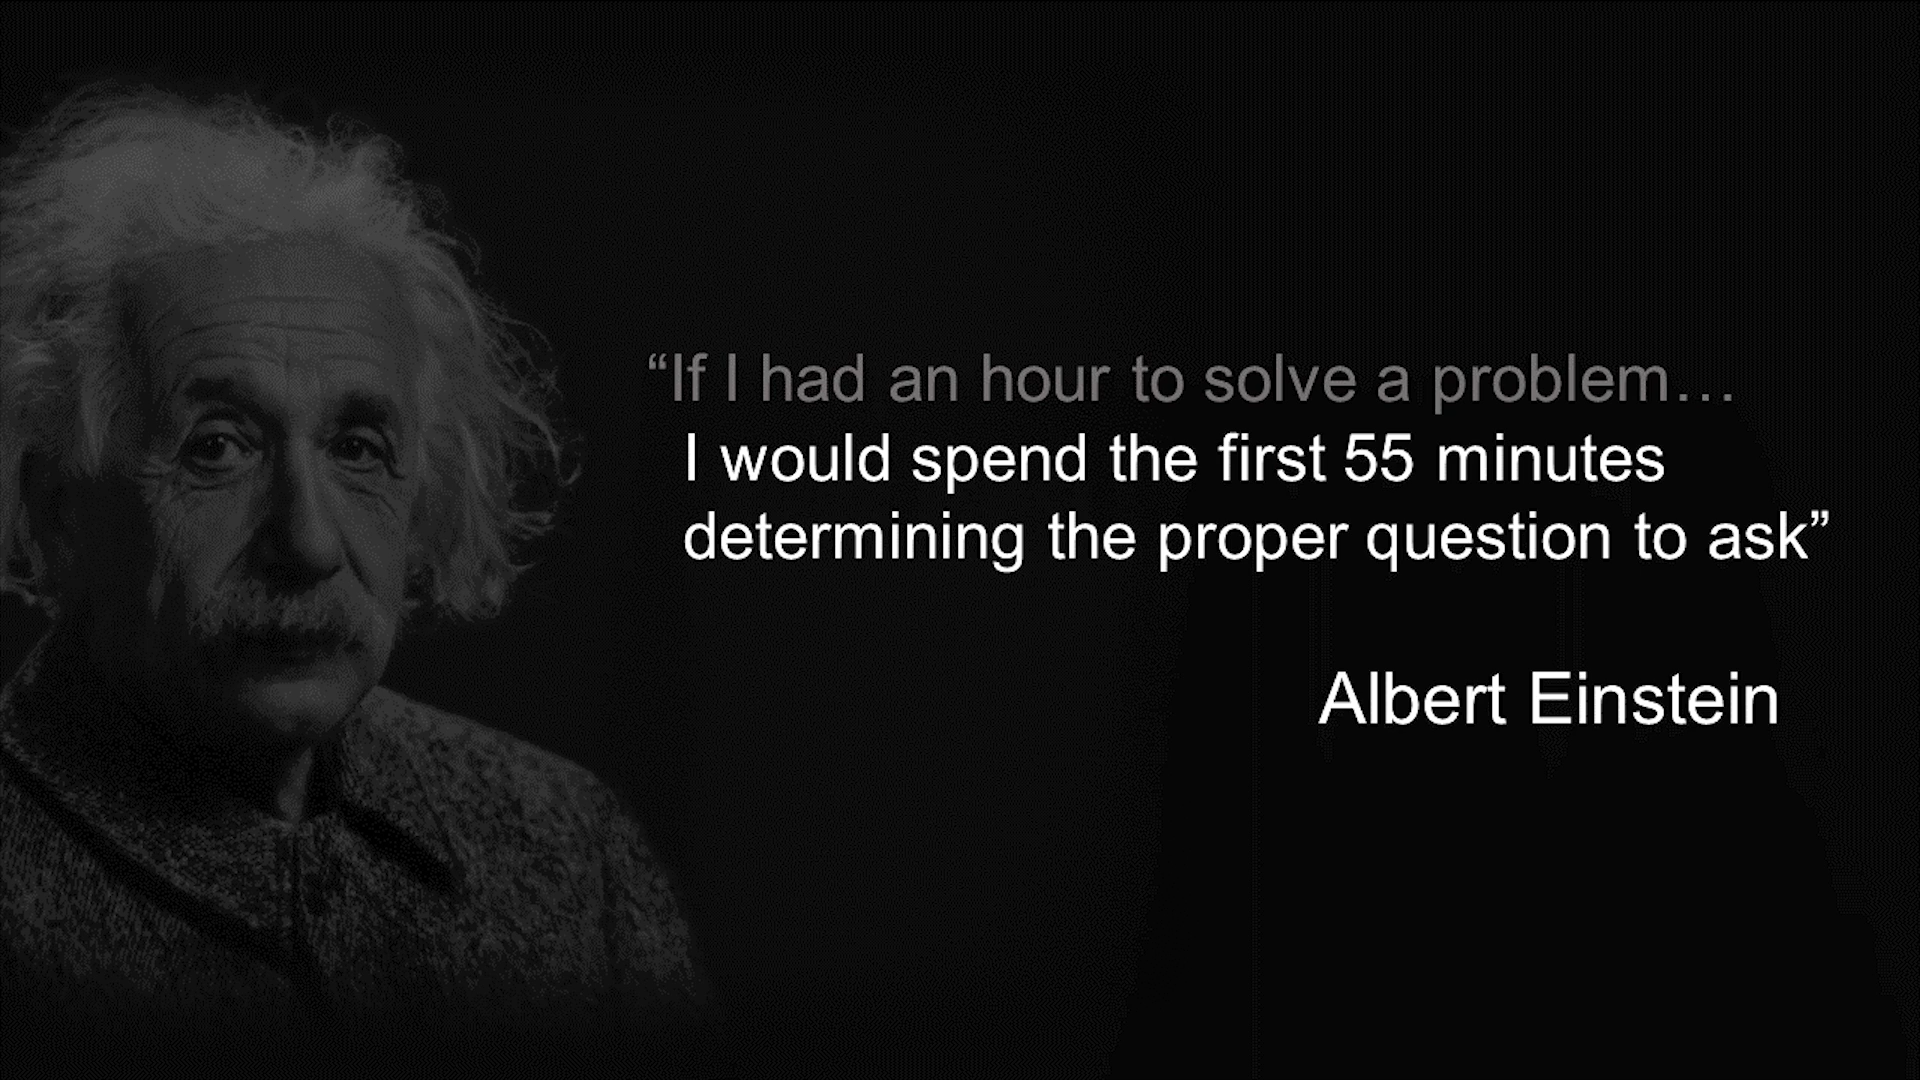 “If I had an hour to solve a problem…
I would spend the first 55 minutes
determining the proper question to ask”
Albert Einstein